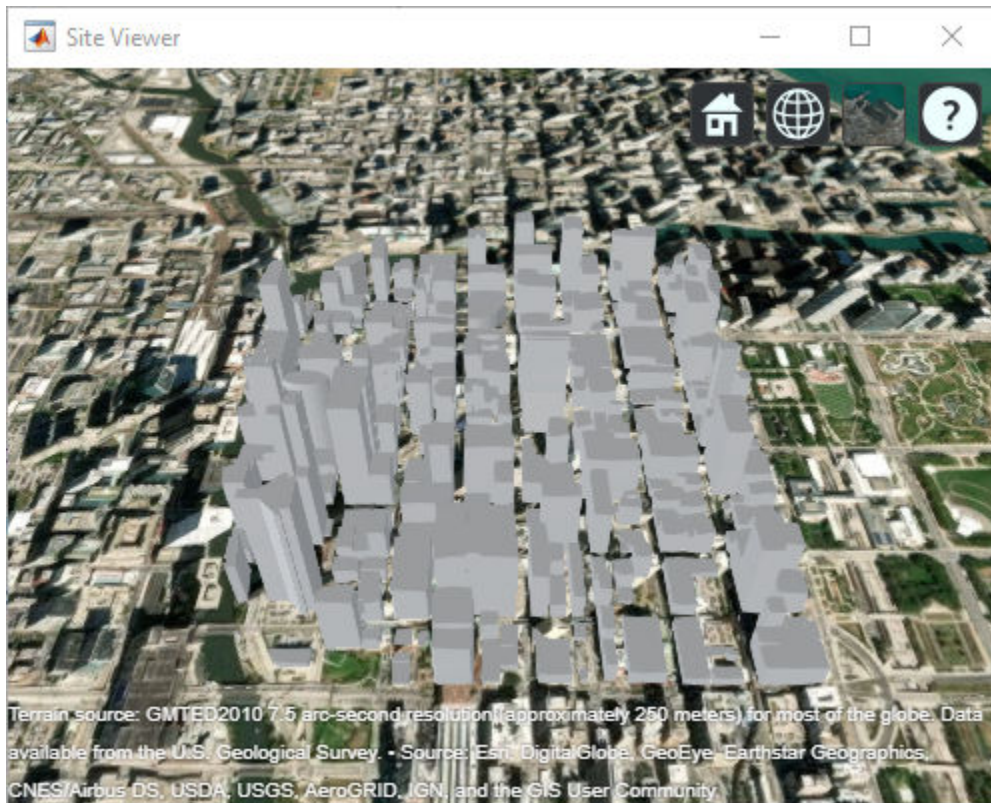 Site Viewer
?
Terrain source: GMTED2010 7.5 arc-second resolution (approximately 250 meters) for most of the globe. Data
available from the U.S. Geological Survey. • Source: Esri, DigitalGlobe, GeoEye, Earthstar Geographics,
CNES/Airbus DS, USDA, USGS, AeroGRID, IGN, and the GIS User Community